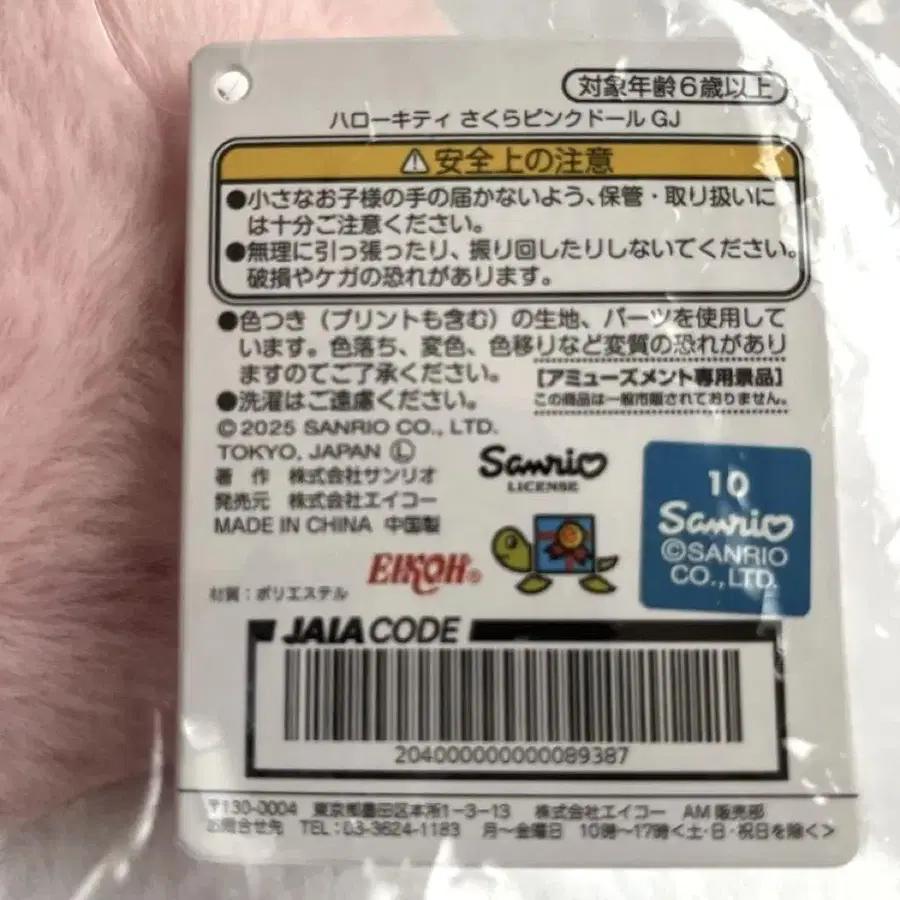 対象年齢6歳以上
ハローキティ さくらピンクドール GJ
⚠安全上の注意
●小さなお子様の手の届かないよう、保管・取り扱いに
は十分ご注意ください。
●無理に引っ張ったり、振り回したりしないでください。
破損やケガの恐れがあります。
●色つき（プリントも含む）の生地、パーツを使用して
います。色落ち、変色、色移りなど変質の恐れがあり
ますのでご了承ください。
●洗濯はご遠慮ください。
【アミューズメント専用景品】
この商品は一般市販されておりません。
© 2025 SANRIO CO., LTD.
TOKYO, JAPAN Ⓛ
著 作 株式会社サンリオ
発売元 株式会社エイコー
MADE IN CHINA 中国製
Sanrio
LICENSE
10
Sanrio
©SANRIO
CO.,LTD.
EIKOH®
材質：ポリエステル
JAIA CODE
2040000000000089387
〒130-0004 東京都墨田区本所1-3-13 株式会社エイコー AM販売部
お問合せ先 TEL：03-3624-1183 月～金曜日 10時～17時＜土・日・祝日を除く＞